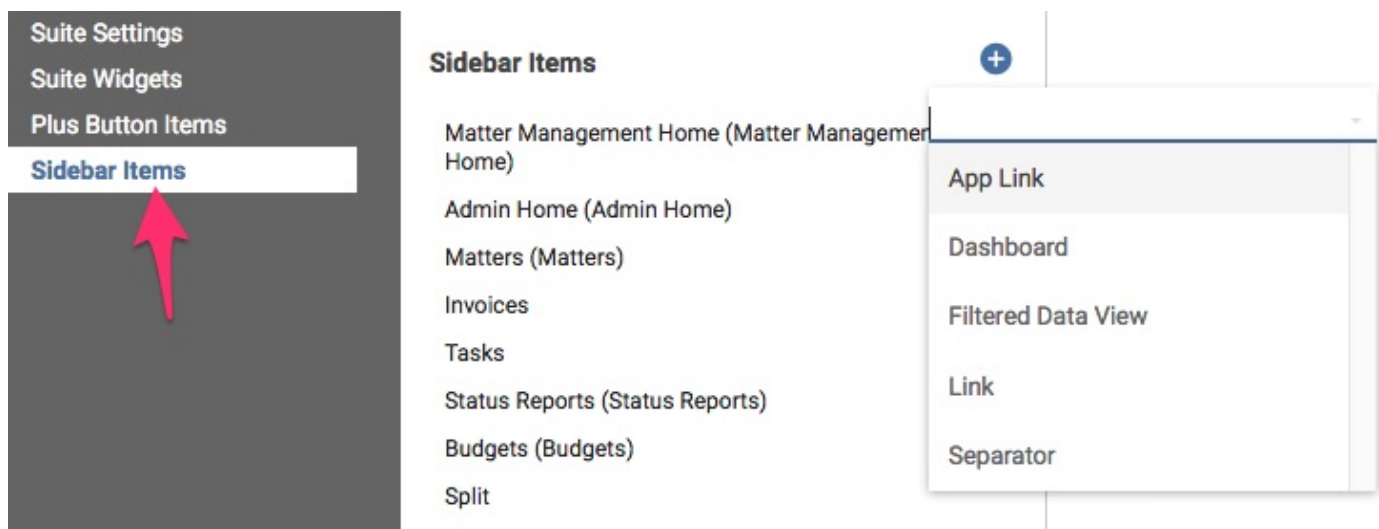 Suite Settings
Suite Widgets
Plus Button Items
Sidebar Items
Sidebar Items
Matter Management Home (Matter Managemen
Home)
Admin Home (Admin Home)
Matters (Matters)
Invoices
Tasks
Status Reports (Status Reports)
Budgets (Budgets)
Split
App Link
Dashboard
Filtered Data View
Link
Separator